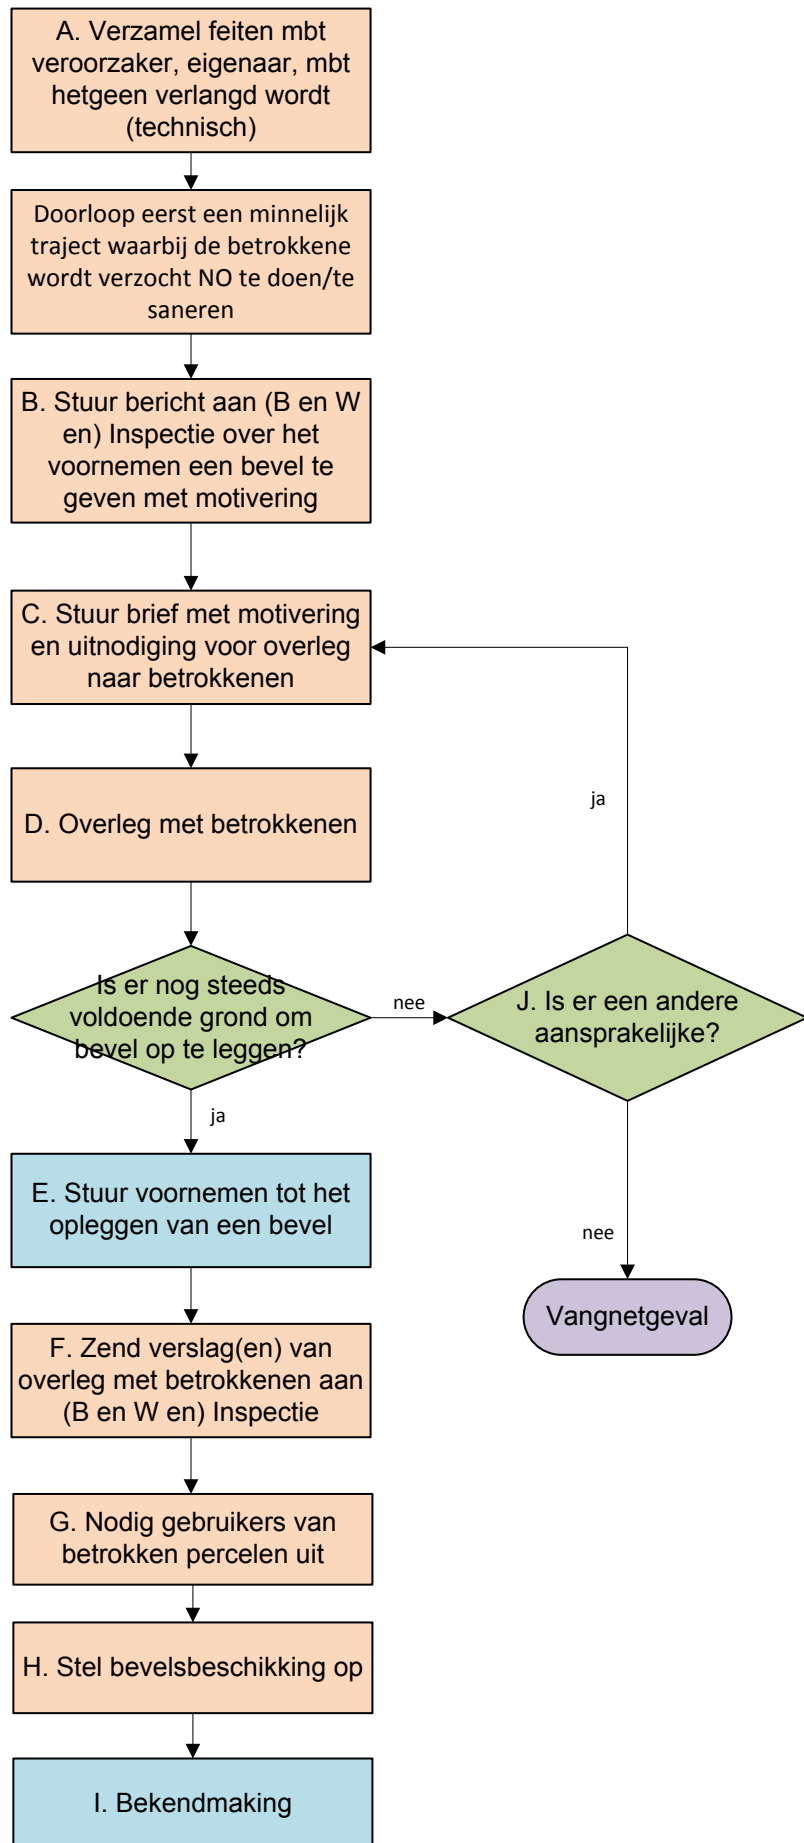 A. Verzamel feiten mbt
veroorzaker, eigenaar, mbt
hetgeen verlangd wordt
(technisch)
Doorloop eerst een minnelijk
traject waarbij de betrokkene
wordt verzocht NO te doen/te
saneren
B. Stuur bericht aan (B en W
en) Inspectie over het
voornemen een bevel te
geven met motivering
C. Stuur brief met motivering
en uitnodiging voor overleg
naar betrokkenen
D. Overleg met betrokkenen
ja
Is er nog steeds
voldoende grond om
bevel op te leggen?
nee
J. Is er een andere
aansprakelijke?
ja
E. Stuur voornemen tot het
opleggen van een bevel
nee
Vangnetgeval
F. Zend verslag(en) van
overleg met betrokkenen aan
(B en W en) Inspectie
G. Nodig gebruikers van
betrokken percelen uit
H. Stel bevelsbeschikking op
I. Bekendmaking